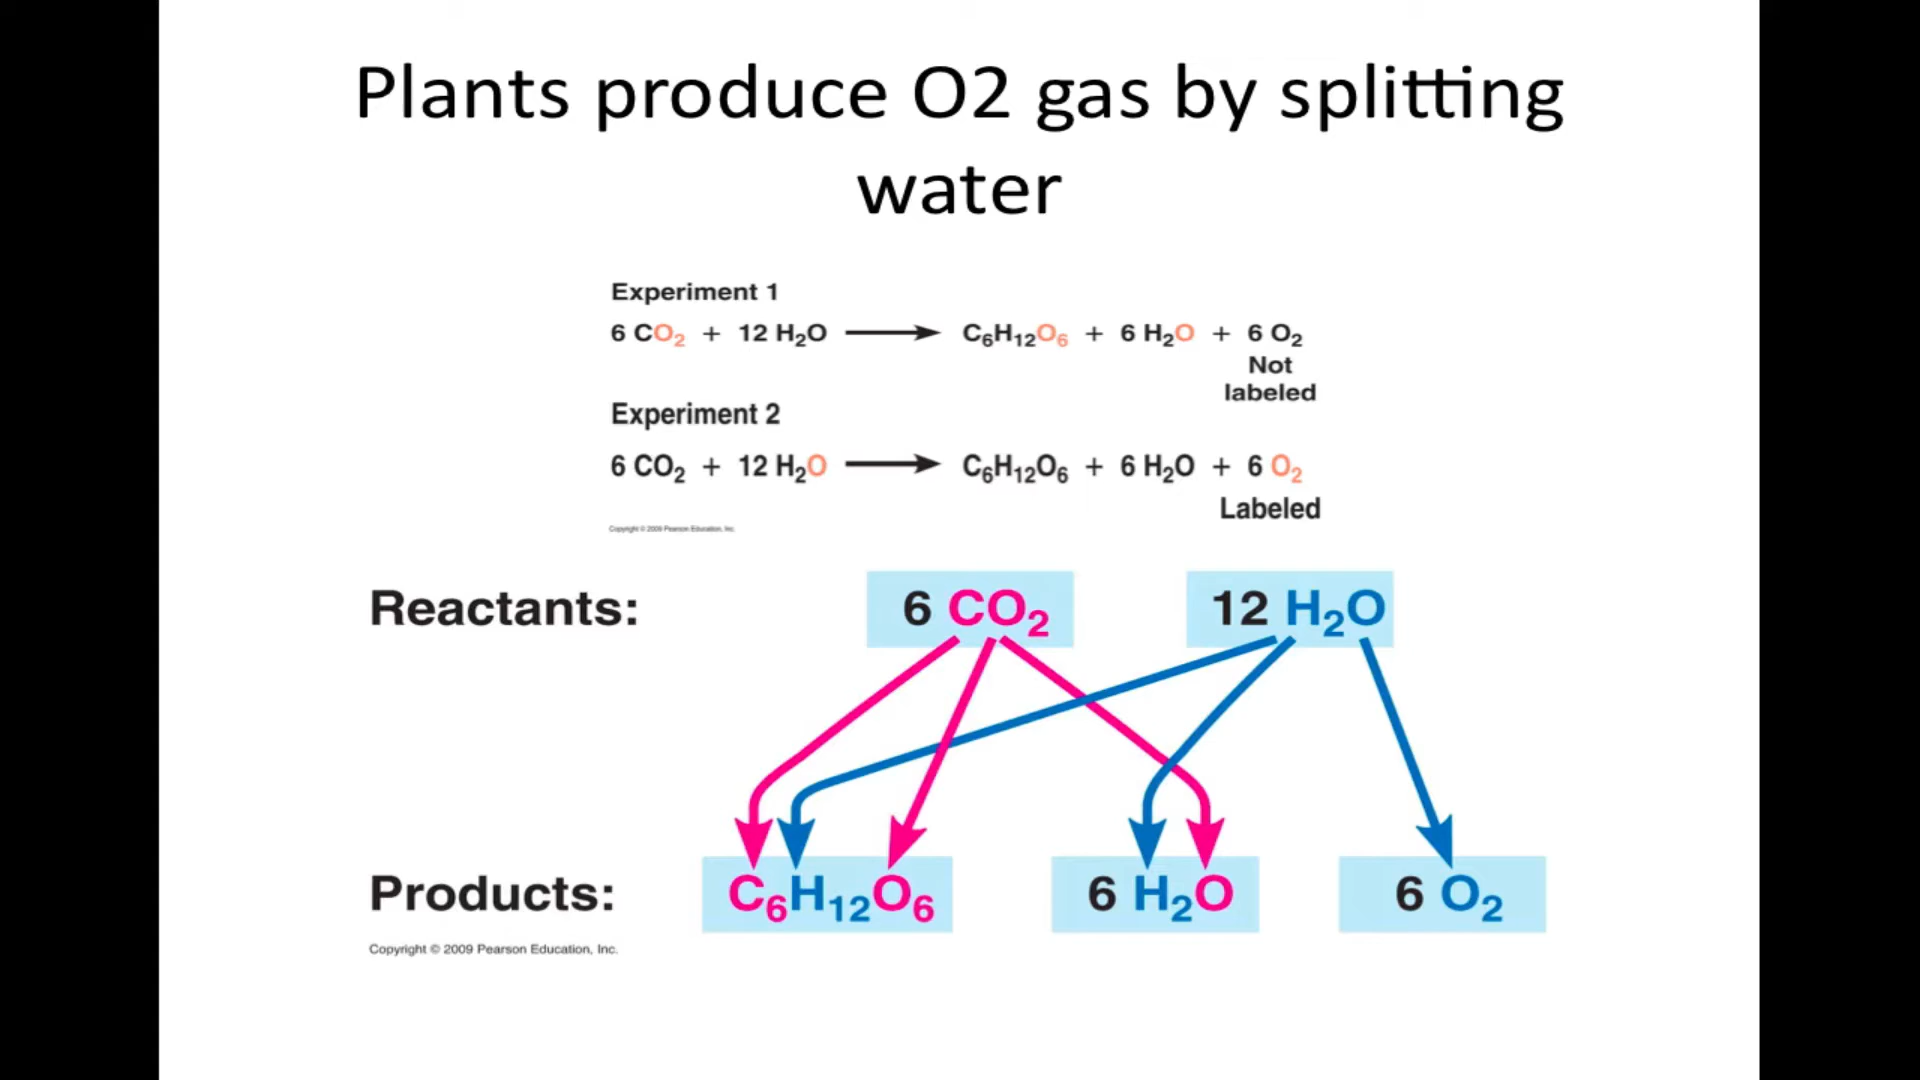 Plants produce O2 gas by splitting
water
Experiment 1
6 CO₂ + 12 H₂O ⟶ C₆H₁₂O₆ + 6 H₂O + 6 O₂
Not
labeled
Experiment 2
6 CO₂ + 12 H₂O ⟶ C₆H₁₂O₆ + 6 H₂O + 6 O₂
Labeled
Copyright © 2009 Pearson Education, Inc.
Reactants: 6 CO₂ 12 H₂O
Products: C₆H₁₂O₆ 6 H₂O 6 O₂
Copyright © 2009 Pearson Education, Inc.